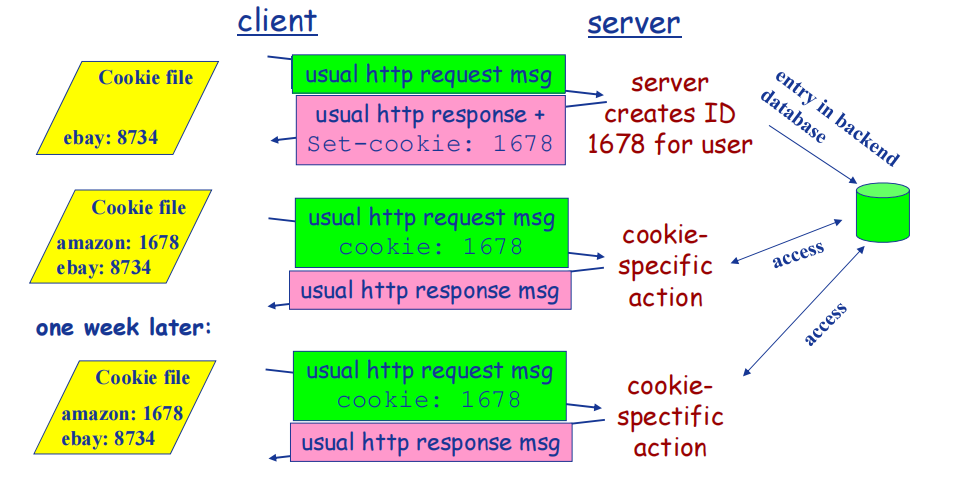 client
server
Cookie file
ebay: 8734
usual http request msg
usual http response +
Set-cookie: 1678
server
creates ID
1678 for user
entry in backend
database
Cookie file
amazon: 1678
ebay: 8734
usual http request msg
cookie: 1678
usual http response msg
cookie-
specific
action
access
one week later:
access
Cookie file
amazon: 1678
ebay: 8734
usual http request msg
cookie: 1678
usual http response msg
cookie-
spectific
action